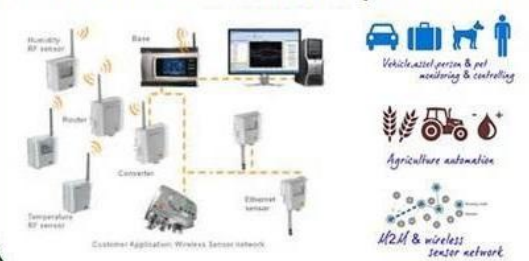 Humidity
RF sensor
Base
Router
Converter
Temperature
RF sensor
Ethernet
sensor
Customer Application: Wireless Sensor network
Vehicle,asset,person & pet
monitoring & controlling
Agriculture automation
M2M & wireless
sensor network